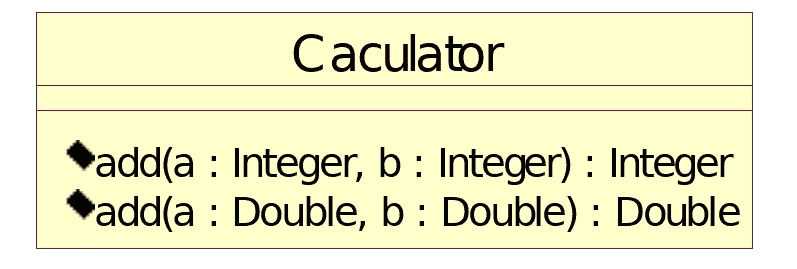 Caculator
add(a : Integer, b : Integer) : Integer
add(a : Double, b : Double) : Double